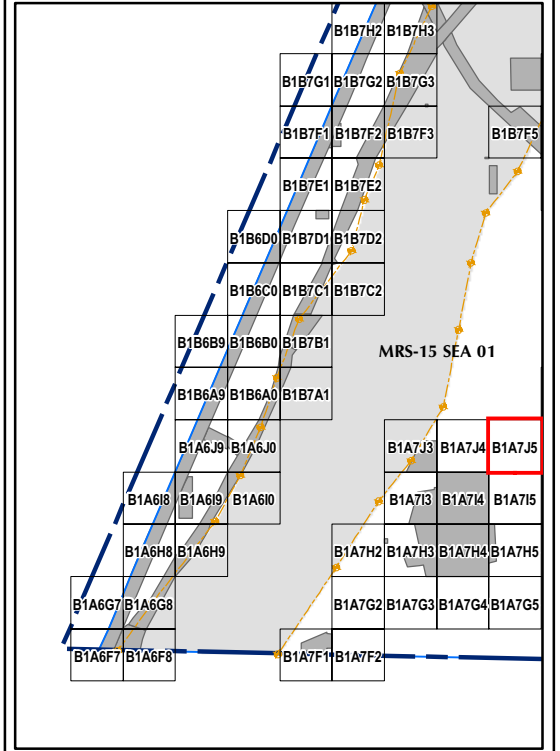 B1B7H2 B1B7H3
B1B7G1 B1B7G2 B1B7G3
B1B7F1 B1B7F2 B1B7F3 B1B7F5
B1B7E1 B1B7E2
B1B6D0 B1B7D1 B1B7D2
B1B6C0 B1B7C1 B1B7C2
B1B6B9 B1B6B0 B1B7B1
MRS-15 SEA 01
B1B6A9 B1B6A0 B1B7A1
B1A6J9 B1A6J0 B1A7J3 B1A7J4 B1A7J5
B1A6I8 B1A6I9 B1A6I0 B1A7I3 B1A7I4 B1A7I5
B1A6H8 B1A6H9 B1A7H2 B1A7H3 B1A7H4 B1A7H5
B1A6G7 B1A6G8 B1A7G2 B1A7G3 B1A7G4 B1A7G5
B1A6F7 B1A6F8 B1A7F1 B1A7F2